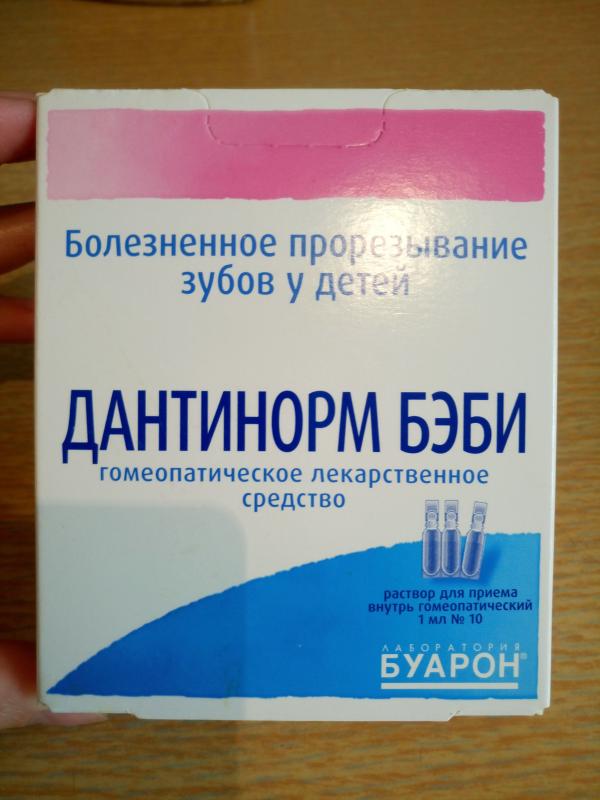 Болезненное прорезывание
зубов у детей
ДАНТИНОРМ БЭБИ
гомеопатическое лекарственное
средство
раствор для приема
внутрь гомеопатический
1 мл № 10
ЛАБОРАТОРИЯ
БУАРОН®